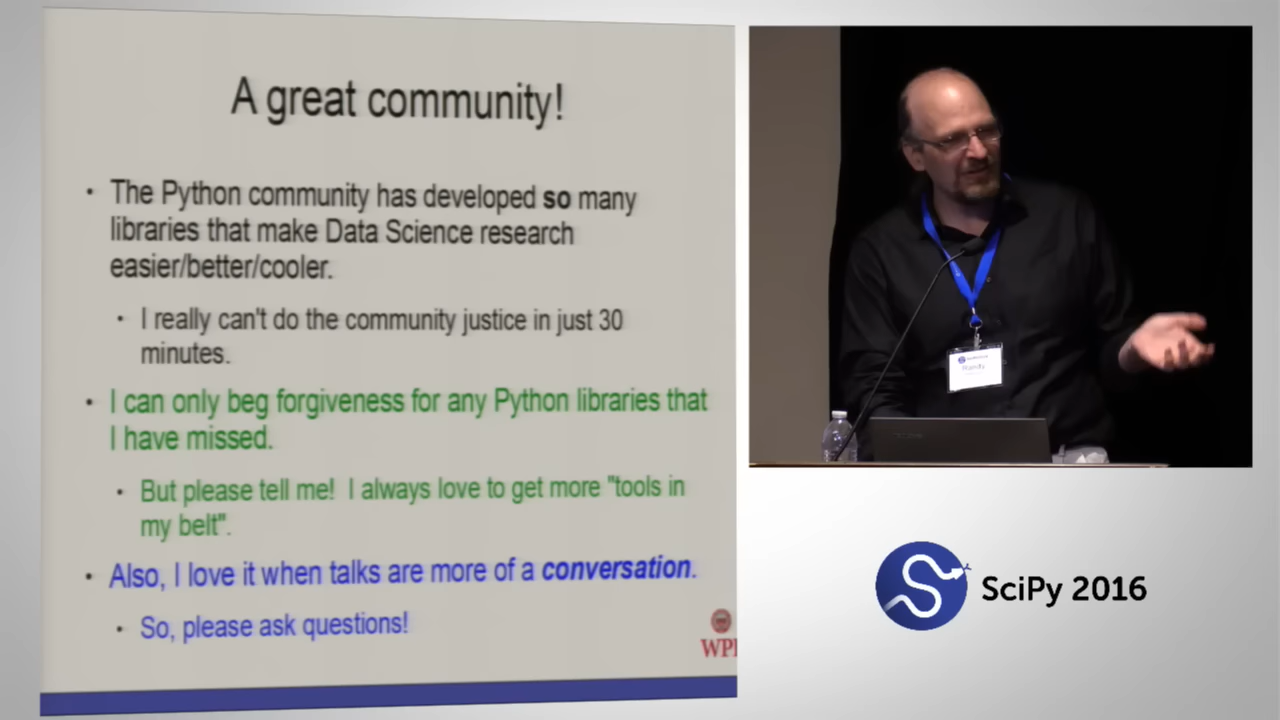 A great community!
• The Python community has developed so many
libraries that make Data Science research
easier/better/cooler.
• I really can't do the community justice in just 30
minutes.
• I can only beg forgiveness for any Python libraries that
I have missed.
• But please tell me!  I always love to get more "tools in
my belt".
• Also, I love it when talks are more of a conversation.
• So, please ask questions!
WPI
Randy
SciPy 2016